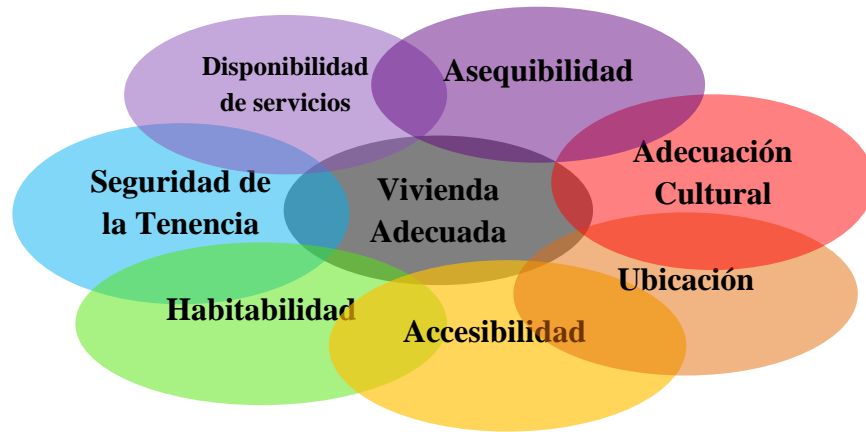 Disponibilidad
de servicios
Asequibilidad
Adecuación
Cultural
Seguridad de
la Tenencia
Vivienda
Adecuada
Ubicación
Habitabilidad
Accesibilidad